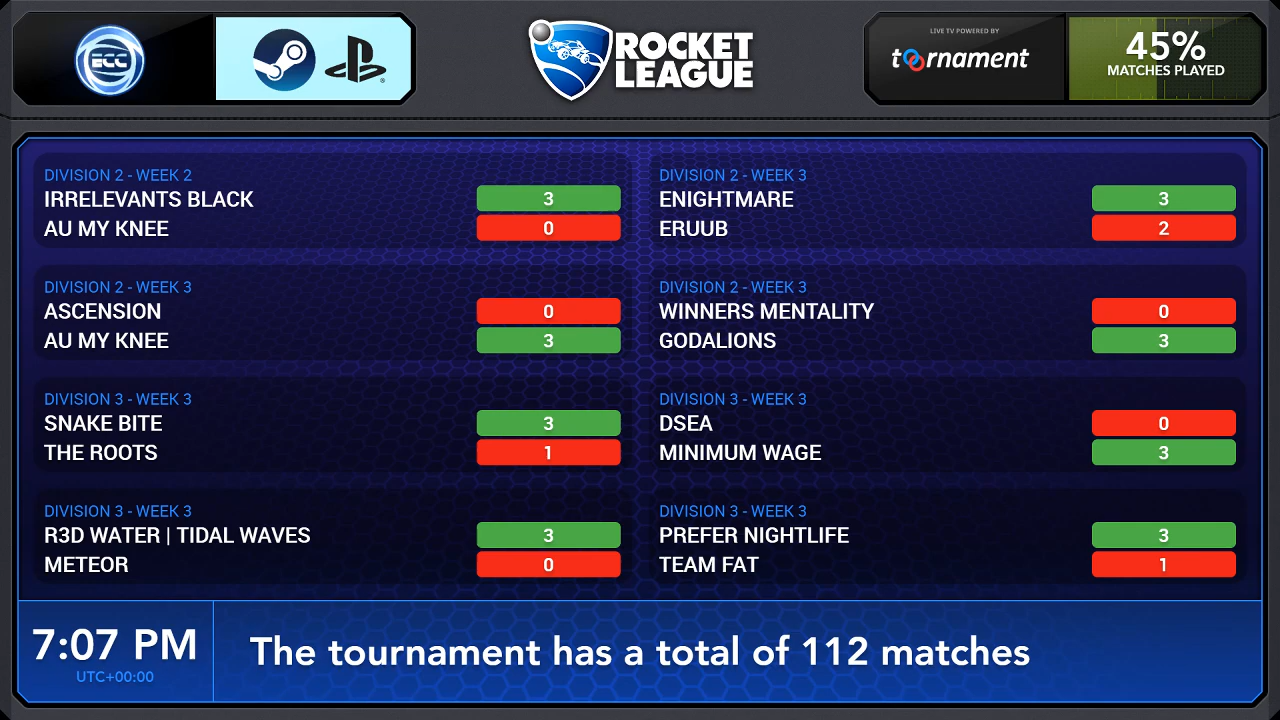 ECC
ROCKET
LEAGUE
LIVE TV POWERED BY
toornament
45%
MATCHES PLAYED
DIVISION 2 - WEEK 2
IRRELEVANTS BLACK 3
AU MY KNEE 0
DIVISION 2 - WEEK 3
ENIGHTMARE 3
ERUUB 2
DIVISION 2 - WEEK 3
ASCENSION 0
AU MY KNEE 3
DIVISION 2 - WEEK 3
WINNERS MENTALITY 0
GODALIONS 3
DIVISION 3 - WEEK 3
SNAKE BITE 3
THE ROOTS 1
DIVISION 3 - WEEK 3
DSEA 0
MINIMUM WAGE 3
DIVISION 3 - WEEK 3
R3D WATER | TIDAL WAVES 3
METEOR 0
DIVISION 3 - WEEK 3
PREFER NIGHTLIFE 3
TEAM FAT 1
7:07 PM
UTC+00:00
The tournament has a total of 112 matches